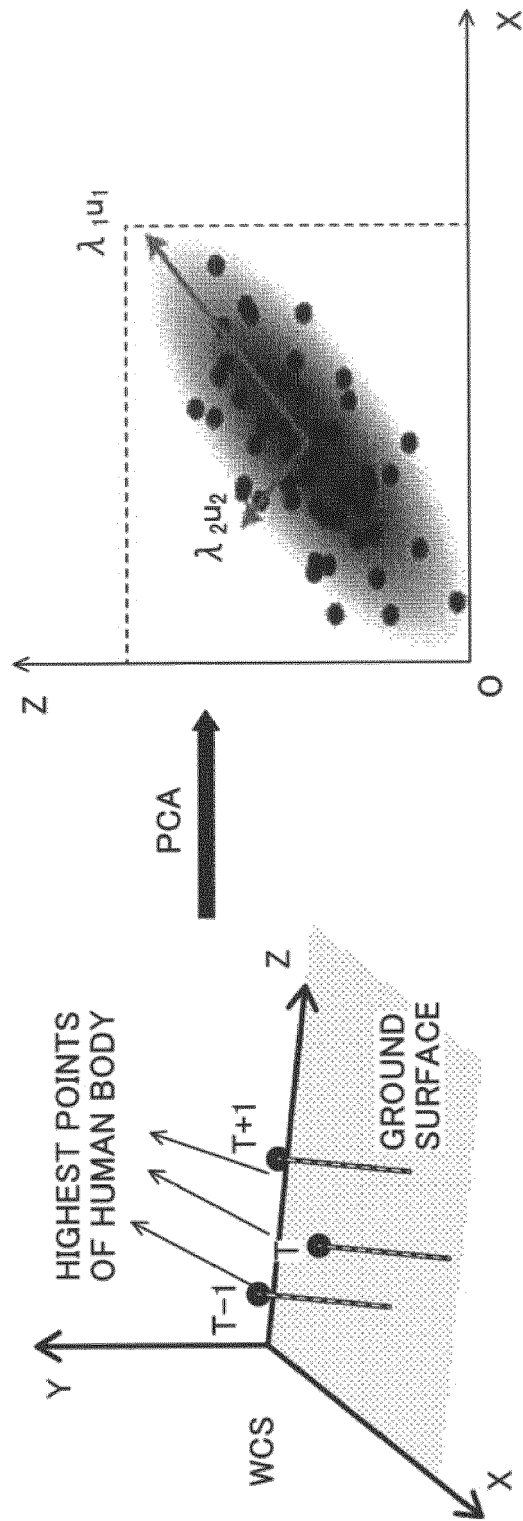 HIGHEST POINTS
OF HUMAN BODY
Y
WCS
T-1
T
T+1
Z
GROUND
SURFACE
X
PCA
Z
λ1u1
λ2u2
O
X